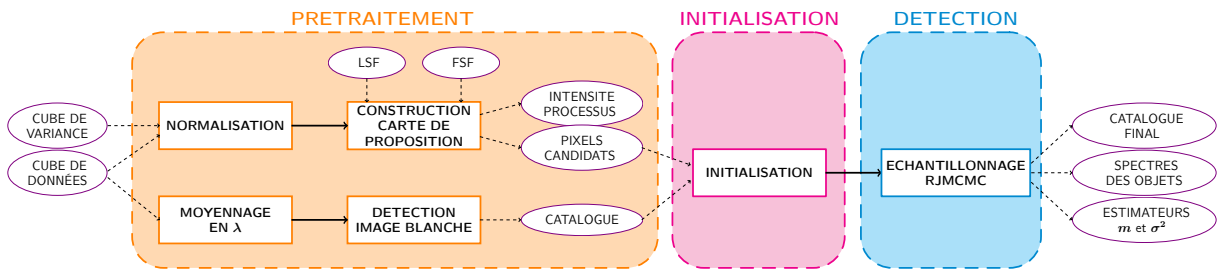 PRETRAITEMENT
INITIALISATION
DETECTION
LSF
FSF
CUBE DE
VARIANCE
CUBE DE
DONNÉES
NORMALISATION
CONSTRUCTION
CARTE DE
PROPOSITION
INTENSITE
PROCESSUS
PIXELS
CANDIDATS
MOYENNAGE
EN λ
DETECTION
IMAGE BLANCHE
CATALOGUE
INITIALISATION
ECHANTILLONNAGE
RJMCMC
CATALOGUE
FINAL
SPECTRES
DES OBJETS
ESTIMATEURS
m et σ²